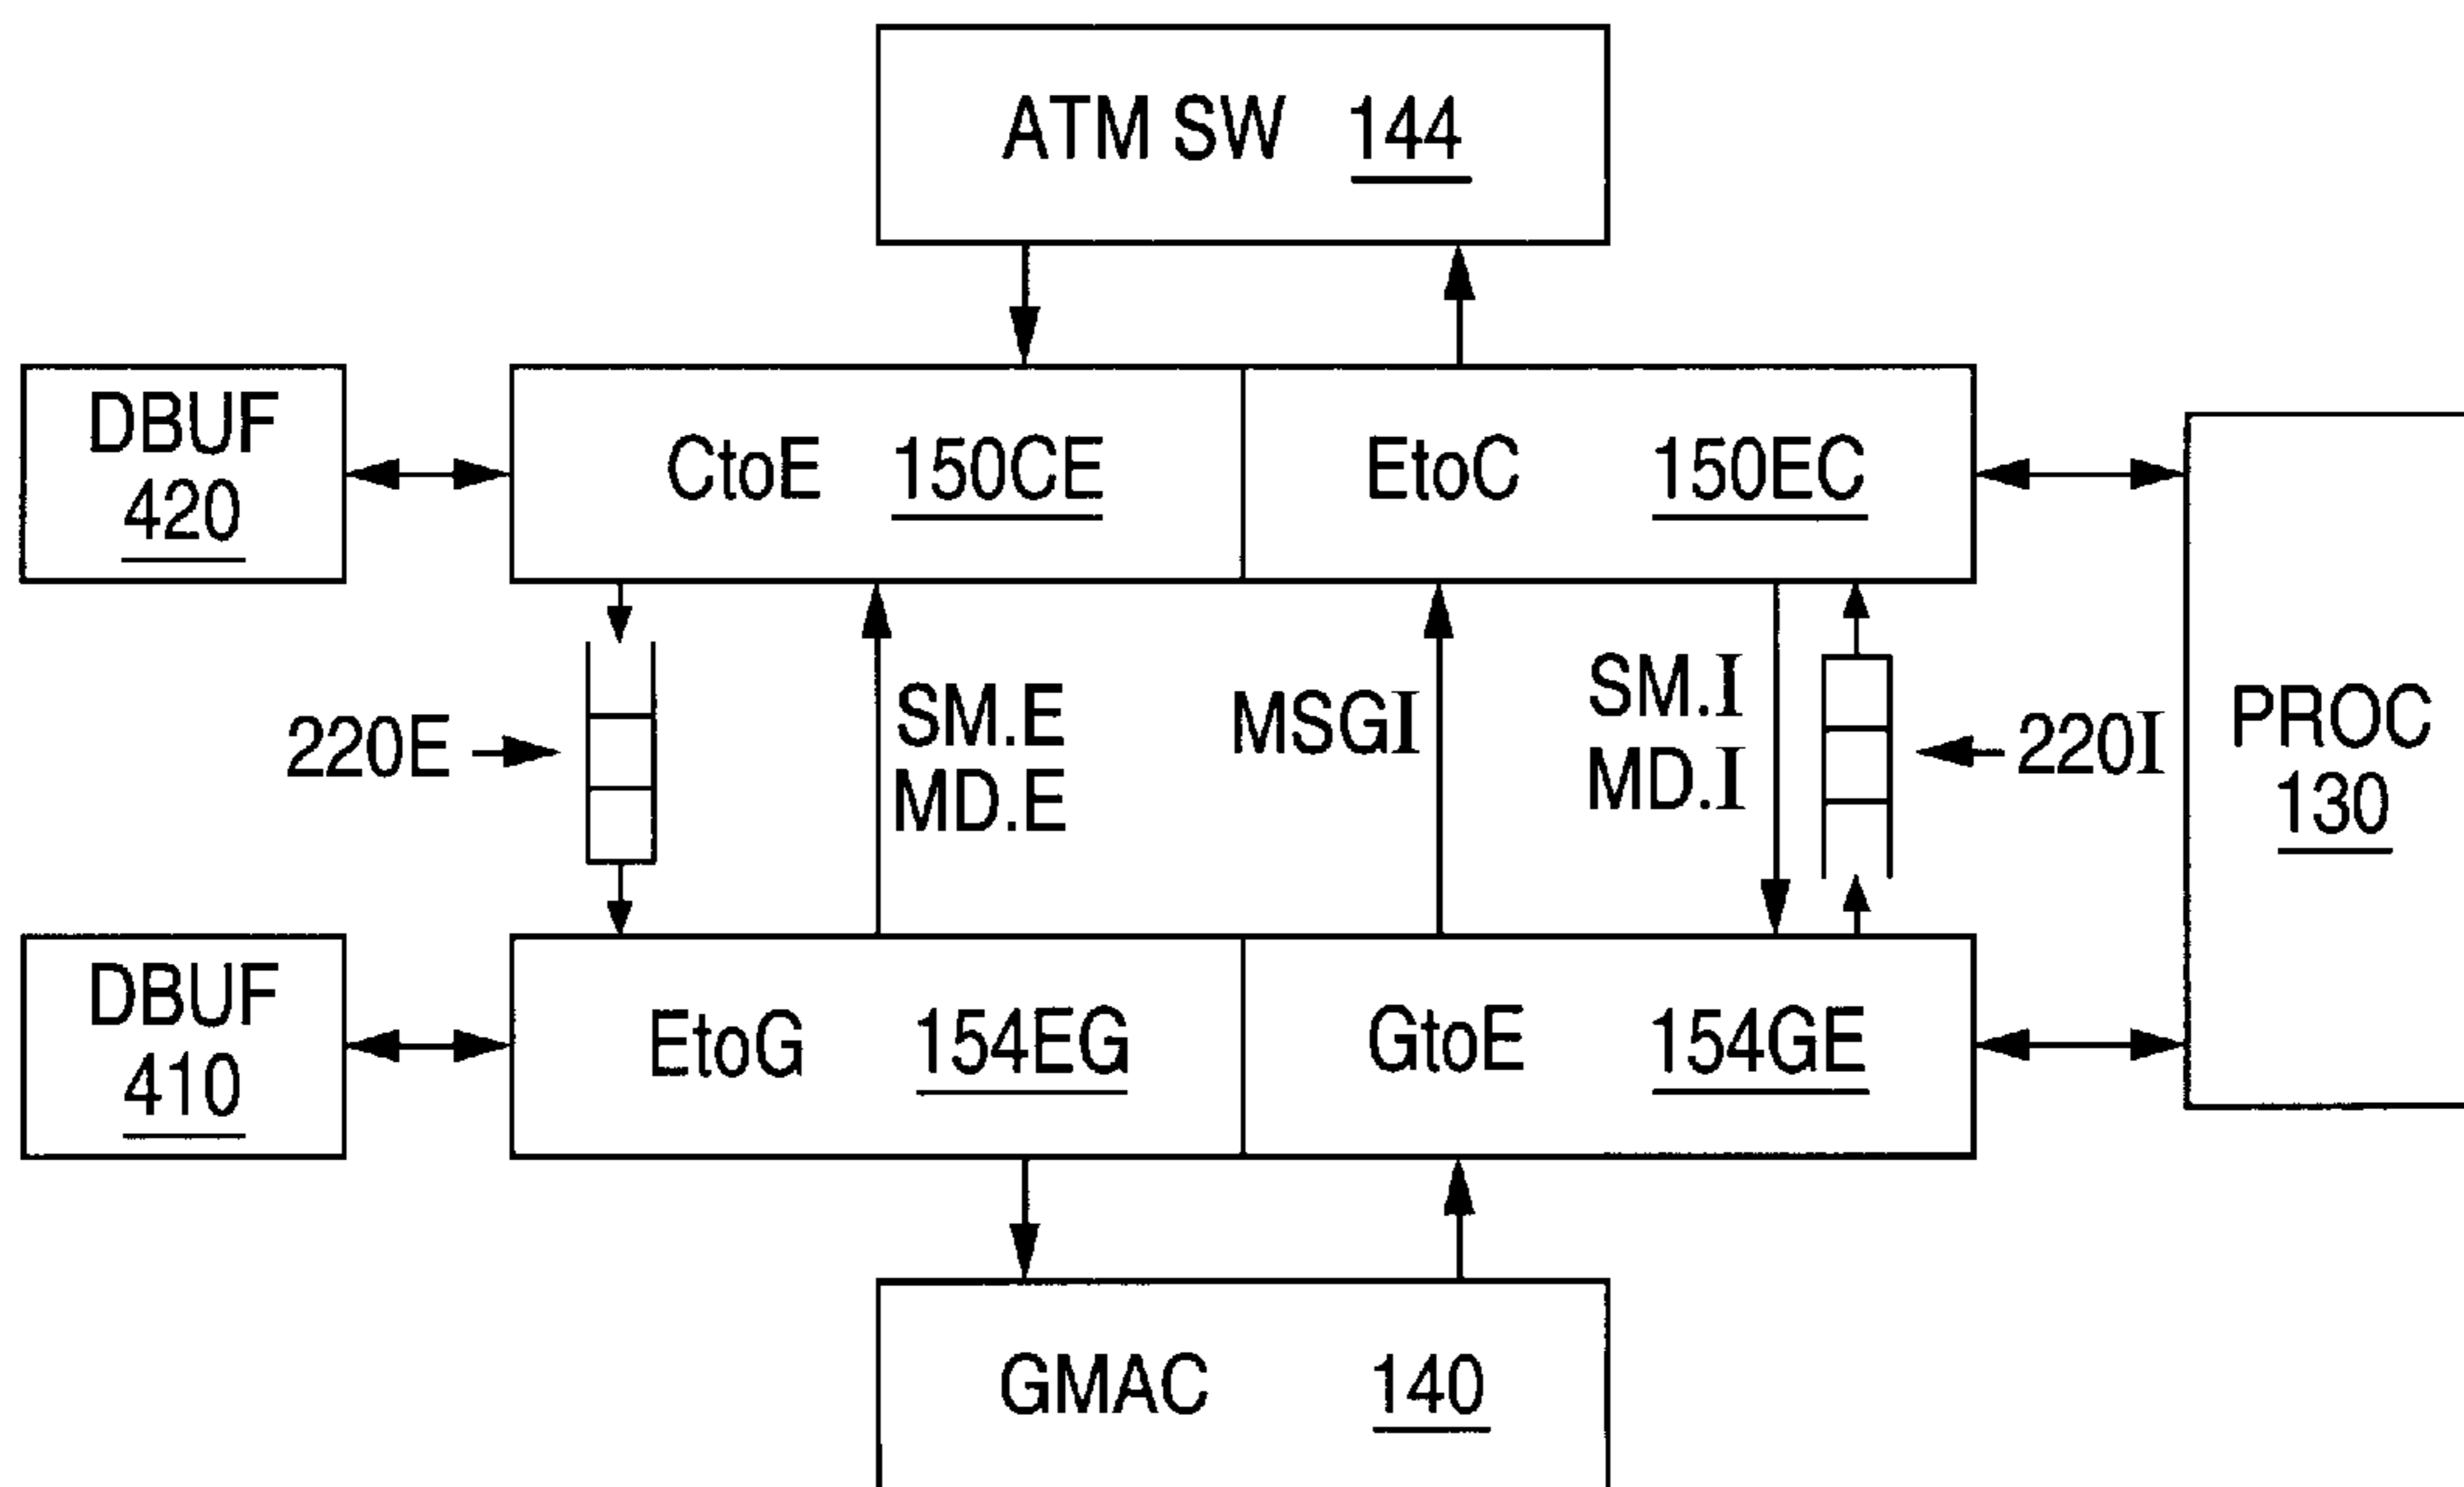 ATM SW 144
DBUF
420
CtoE 150CE
EtoC 150EC
220E
SM.E
MD.E
MSGI
SM.I
MD.I
220I
PROC
130
DBUF
410
EtoG 154EG
GtoE 154GE
GMAC 140